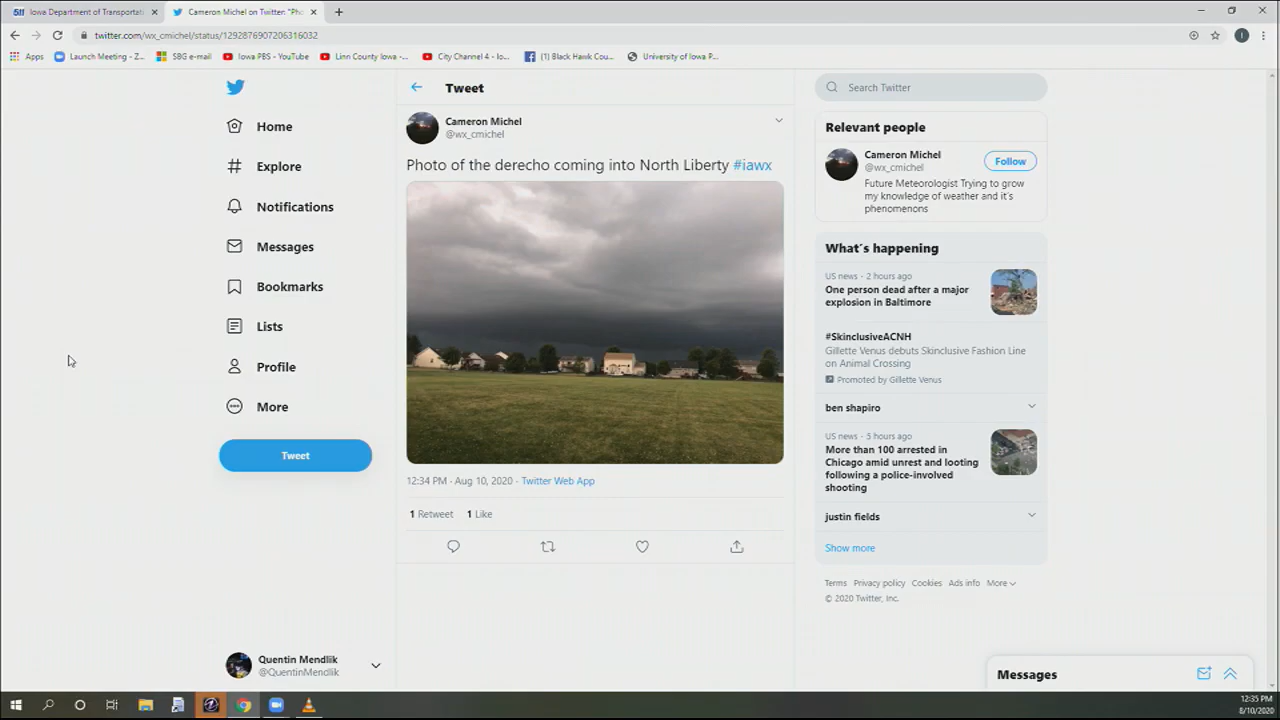 Iowa Department of Transportati
Cameron Michel on Twitter: "Pho
twitter.com/wx_cmichel/status/1292876907206316032
Apps
Launch Meeting - Z...
SBG e-mail
Iowa PBS - YouTube
Linn County Iowa -...
City Channel 4 - Io...
(1) Black Hawk Cou...
University of Iowa P...
Home
Explore
Notifications
Messages
Bookmarks
Lists
Profile
More
Tweet
Quentin Mendlik
@QuentinMendlik
Tweet
Cameron Michel
@wx_cmichel
Photo of the derecho coming into North Liberty #iawx
12:34 PM · Aug 10, 2020 · Twitter Web App
1 Retweet 1 Like
Search Twitter
Relevant people
Cameron Michel
@wx_cmichel
Follow
Future Meteorologist Trying to grow
my knowledge of weather and it's
phenomenons
What's happening
US news · 2 hours ago
One person dead after a major
explosion in Baltimore
#SkinclusiveACNH
Gillette Venus debuts Skinclusive Fashion Line
on Animal Crossing
Promoted by Gillette Venus
ben shapiro
US news · 5 hours ago
More than 100 arrested in
Chicago amid unrest and looting
following a police-involved
shooting
justin fields
Show more
Terms Privacy policy Cookies Ads info More
© 2020 Twitter, Inc.
Messages
12:35 PM
8/10/2020